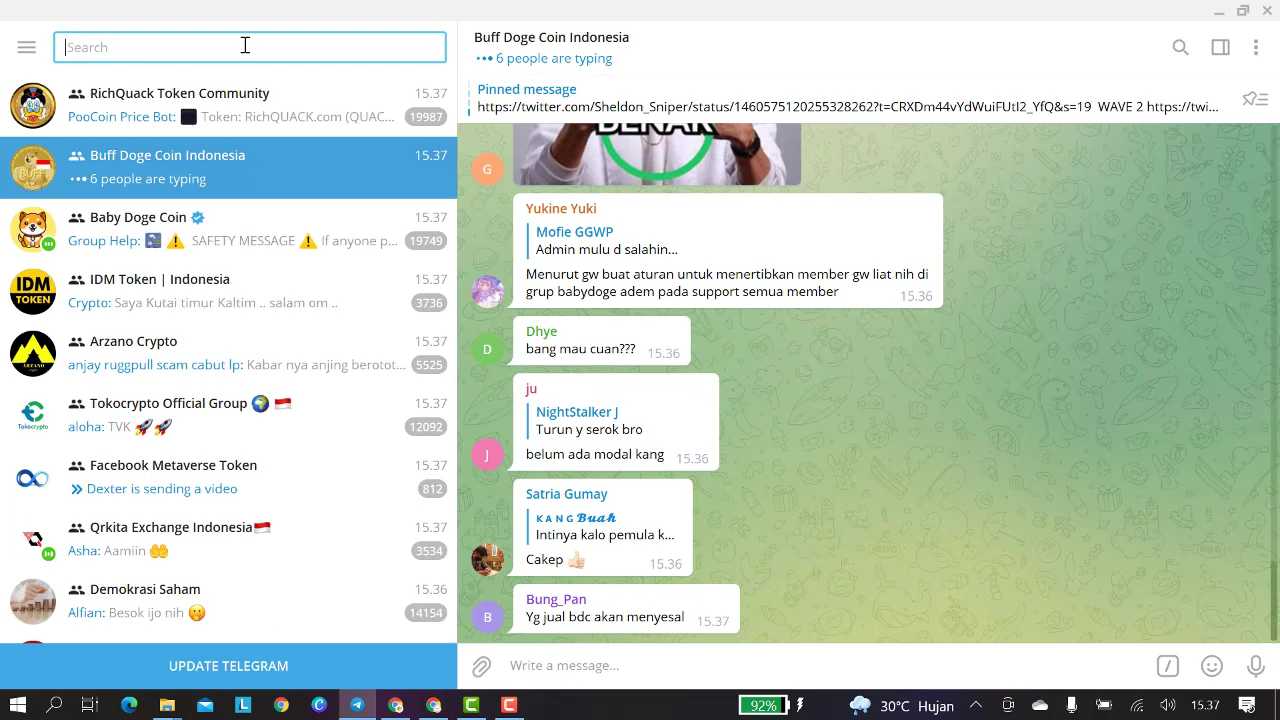 Search
RichQuack Token Community
15.37
PooCoin Price Bot: Token: RichQUACK.com (QUAC...
19987
Buff Doge Coin Indonesia
15.37
6 people are typing
Baby Doge Coin
15.37
Group Help: SAFETY MESSAGE ⚠️ If anyone p...
19749
IDM Token | Indonesia
15.37
Crypto: Saya Kutai timur Kaltim .. salam om ..
3736
IDM
TOKEN
Arzano Crypto
15.37
anjay ruggpull scam cabut lp: Kabar nya anjing berotot...
5525
Tokocrypto Official Group 🌍 🇮🇩
15.37
aloha: TVK 🚀🚀
12092
Tokocrypto
Facebook Metaverse Token
15.37
Dexter is sending a video
812
Qrkita Exchange Indonesia🇮🇩
15.37
Asha: Aamiin 🤲
3534
Demokrasi Saham
15.36
Alfian: Besok ijo nih 🤭
14154
UPDATE TELEGRAM
Buff Doge Coin Indonesia
6 people are typing
Pinned message
https://twitter.com/Sheldon_Sniper/status/1460575120255328262?t=CRXDm44vYdWuiFUtI2_YfQ&s=19 WAVE 2 https://twi...
G
Yukine Yuki
Mofie GGWP
Admin mulu d salahin...
Menurut gw buat aturan untuk menertibkan member gw liat nih di
grup babydoge adem pada support semua member
15.36
Dhye
D
bang mau cuan???
15.36
ju
NightStalker J
Turun y serok bro
J
belum ada modal kang
15.36
Satria Gumay
ᴋᴀɴɢ 𝓑𝓾𝓪𝓱
Intinya kalo pemula k...
Cakep 👍🏻
15.36
Bung_Pan
B
Yg jual bdc akan menyesal
15.37
Write a message...
92%
30°C Hujan
15.37